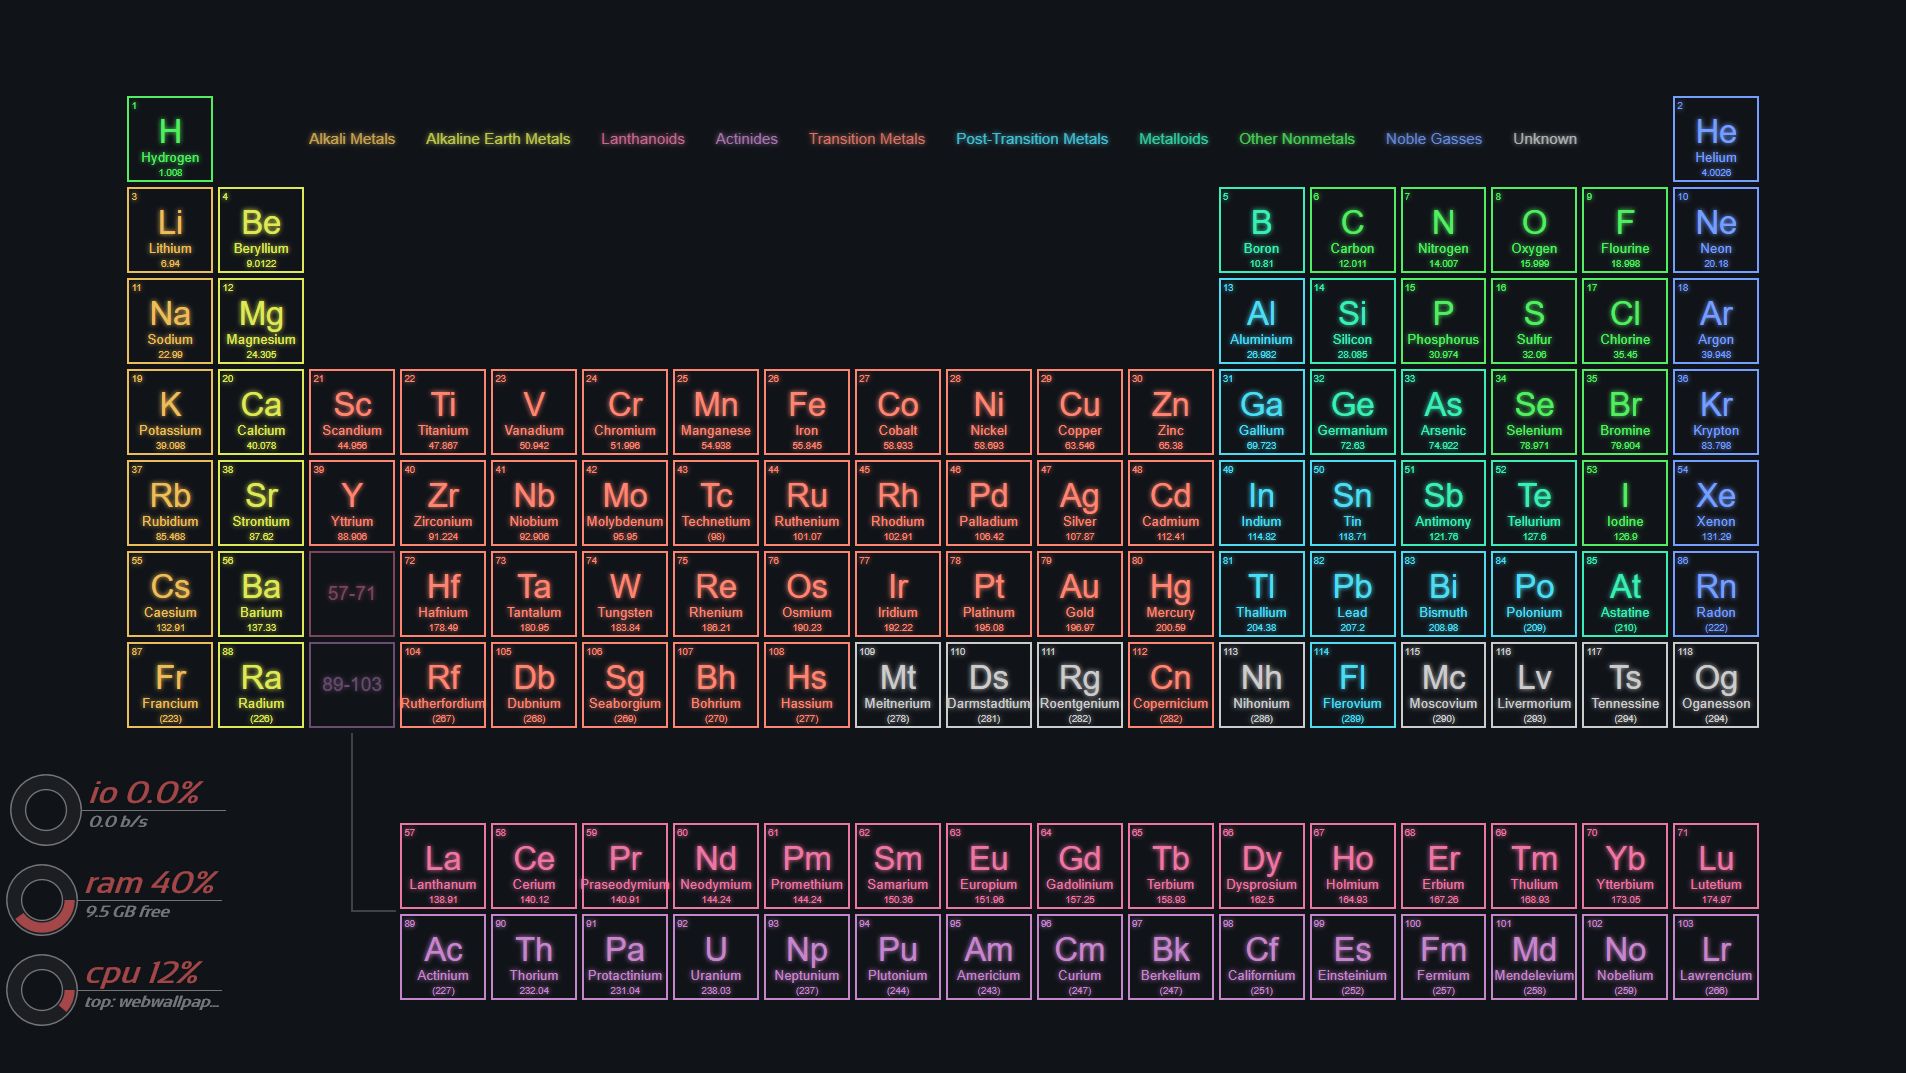 1 2
H Alkali Metals Alkaline Earth Metals Lanthanoids Actinides Transition Metals Post-Transition Metals Metalloids Other Nonmetals Noble Gasses Unknown He
Hydrogen Helium
1.008 4.0026
3 4 5 6 7 8 9 10
Li Be B C N O F Ne
Lithium Beryllium Boron Carbon Nitrogen Oxygen Flourine Neon
6.94 9.0122 10.81 12.011 14.007 15.999 18.998 20.18
11 12 13 14 15 16 17 18
Na Mg Al Si P S Cl Ar
Sodium Magnesium Aluminium Silicon Phosphorus Sulfur Chlorine Argon
22.99 24.305 26.982 28.085 30.974 32.06 35.45 39.948
19 20 21 22 23 24 25 26 27 28 29 30 31 32 33 34 35 36
K Ca Sc Ti V Cr Mn Fe Co Ni Cu Zn Ga Ge As Se Br Kr
Potassium Calcium Scandium Titanium Vanadium Chromium Manganese Iron Cobalt Nickel Copper Zinc Gallium Germanium Arsenic Selenium Bromine Krypton
39.098 40.078 44.956 47.867 50.942 51.996 54.938 55.845 58.933 58.693 63.546 65.38 69.723 72.63 74.922 78.971 79.904 83.798
37 38 39 40 41 42 43 44 45 46 47 48 49 50 51 52 53 54
Rb Sr Y Zr Nb Mo Tc Ru Rh Pd Ag Cd In Sn Sb Te I Xe
Rubidium Strontium Yttrium Zirconium Niobium Molybdenum Technetium Ruthenium Rhodium Palladium Silver Cadmium Indium Tin Antimony Tellurium Iodine Xenon
85.468 87.62 88.906 91.224 92.906 95.95 (98) 101.07 102.91 106.42 107.87 112.41 114.82 118.71 121.76 127.6 126.9 131.29
55 56 72 73 74 75 76 77 78 79 80 81 82 83 84 85 86
Cs Ba 57-71 Hf Ta W Re Os Ir Pt Au Hg Tl Pb Bi Po At Rn
Caesium Barium Hafnium Tantalum Tungsten Rhenium Osmium Iridium Platinum Gold Mercury Thallium Lead Bismuth Polonium Astatine Radon
132.91 137.33 178.49 180.95 183.84 186.21 190.23 192.22 195.08 196.97 200.59 204.38 207.2 208.98 (209) (210) (222)
87 88 104 105 106 107 108 109 110 111 112 113 114 115 116 117 118
Fr Ra 89-103 Rf Db Sg Bh Hs Mt Ds Rg Cn Nh Fl Mc Lv Ts Og
Francium Radium Rutherfordium Dubnium Seaborgium Bohrium Hassium Meitnerium Darmstadtium Roentgenium Copernicium Nihonium Flerovium Moscovium Livermorium Tennessine Oganesson
(223) (226) (267) (268) (269) (270) (277) (278) (281) (282) (282) (286) (289) (290) (293) (294) (294)
io 0.0%
0.0 b/s
ram 40%
9.5 GB free
cpu 12%
top: webwallpap...
57 58 59 60 61 62 63 64 65 66 67 68 69 70 71
La Ce Pr Nd Pm Sm Eu Gd Tb Dy Ho Er Tm Yb Lu
Lanthanum Cerium Praseodymium Neodymium Promethium Samarium Europium Gadolinium Terbium Dysprosium Holmium Erbium Thulium Ytterbium Lutetium
138.91 140.12 140.91 144.24 144.24 150.36 151.96 157.25 158.93 162.5 164.93 167.26 168.93 173.05 174.97
89 90 91 92 93 94 95 96 97 98 99 100 101 102 103
Ac Th Pa U Np Pu Am Cm Bk Cf Es Fm Md No Lr
Actinium Thorium Protactinium Uranium Neptunium Plutonium Americium Curium Berkelium Californium Einsteinium Fermium Mendelevium Nobelium Lawrencium
(227) 232.04 231.04 238.03 (237) (244) (243) (247) (247) (251) (252) (257) (258) (259) (266)